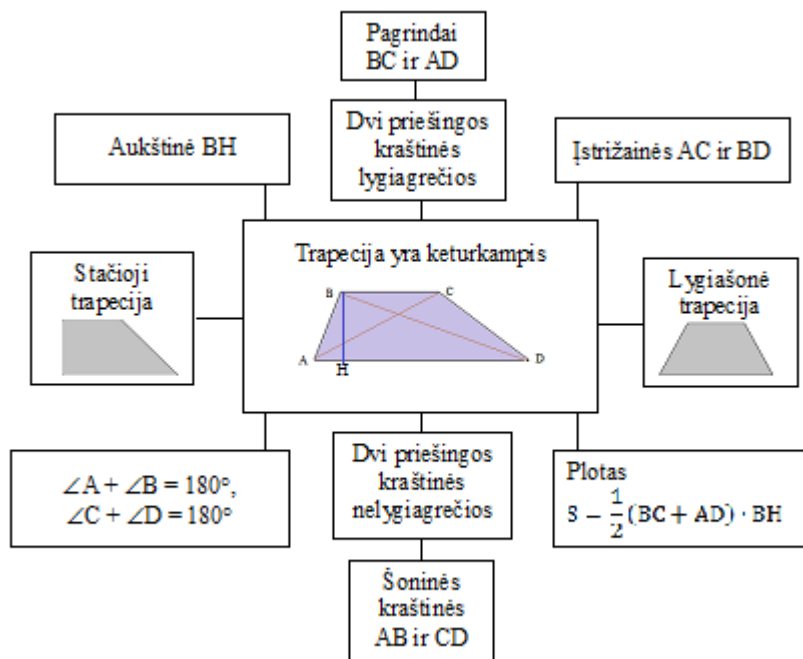 Pagrindai
BC ir AD
Aukštinė BH
Dvi priešingos
kraštinės
lygiagrečios
Įstrižainės AC ir BD
Stačioji
trapecija
Trapecija yra keturkampis
B
C
A
H
D
Lygiašonė
trapecija
∠A + ∠B = 180°,
∠C + ∠D = 180°
Dvi priešingos
kraštinės
nelygiagrečios
Plotas
S = 1/2 (BC + AD) · BH
Šoninės
kraštinės
AB ir CD